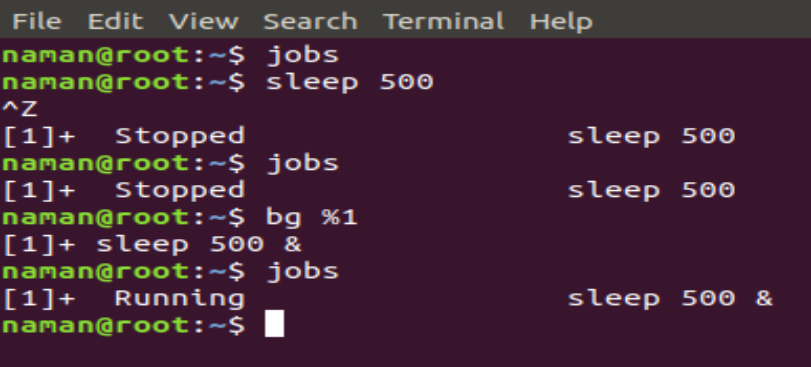 File Edit View Search Terminal Help
naman@root:~$ jobs
naman@root:~$ sleep 500
^Z
[1]+  Stopped                 sleep 500
naman@root:~$ jobs
[1]+  Stopped                 sleep 500
naman@root:~$ bg %1
[1]+ sleep 500 &
naman@root:~$ jobs
[1]+  Running                 sleep 500 &
naman@root:~$